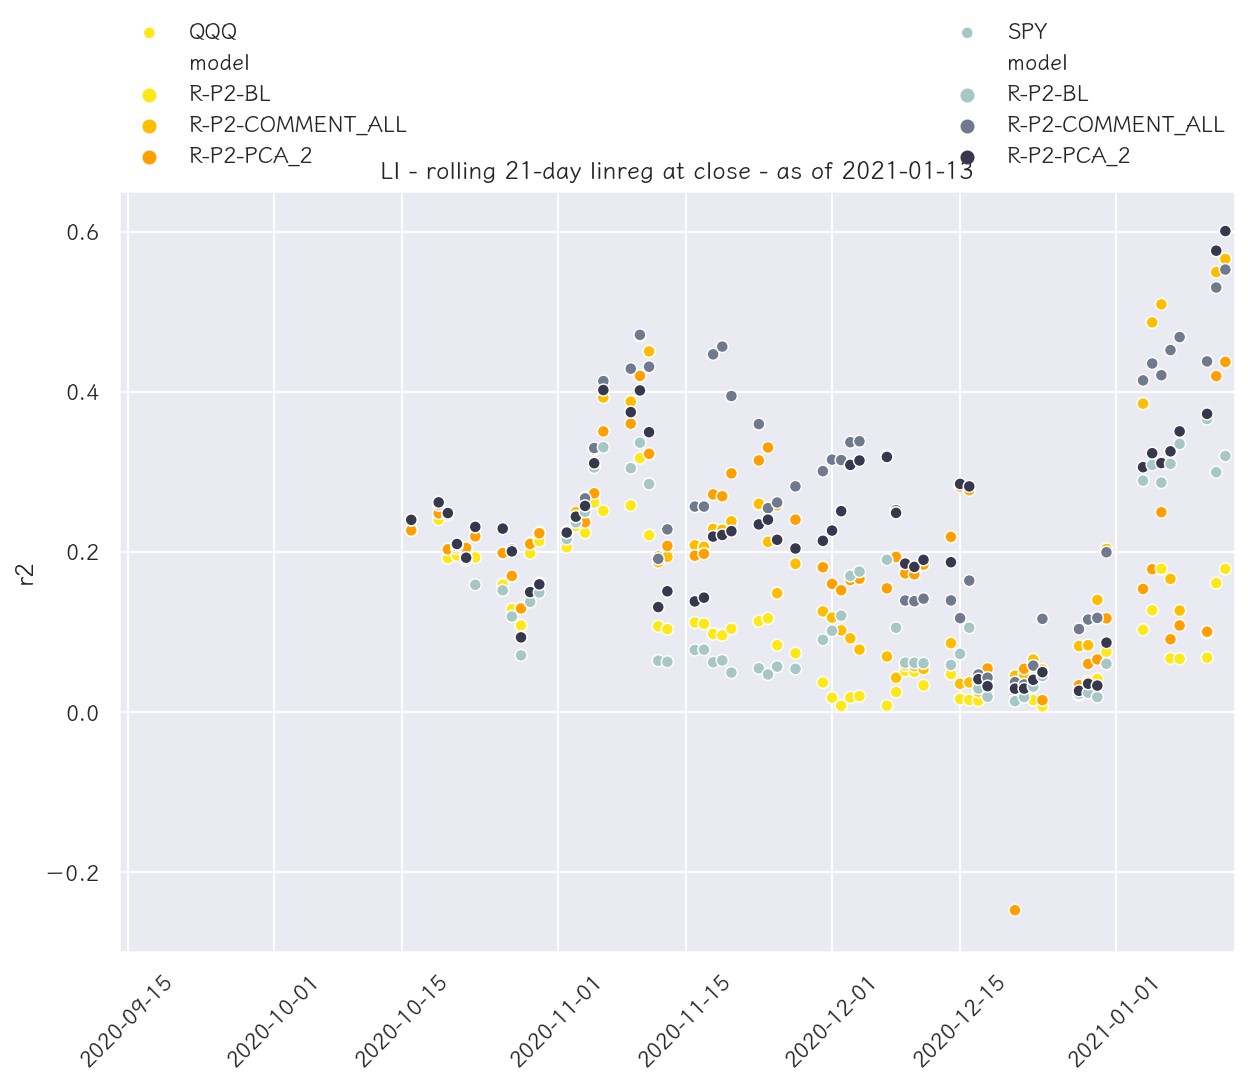 QQQ
model
R-P2-BL
R-P2-COMMENT_ALL
R-P2-PCA_2
SPY
model
R-P2-BL
R-P2-COMMENT_ALL
R-P2-PCA_2
LI - rolling 21-day linreg at close - as of 2021-01-13
0.6
0.4
0.2
0.0
−0.2
r2
2020-09-15
2020-10-01
2020-10-15
2020-11-01
2020-11-15
2020-12-01
2020-12-15
2021-01-01